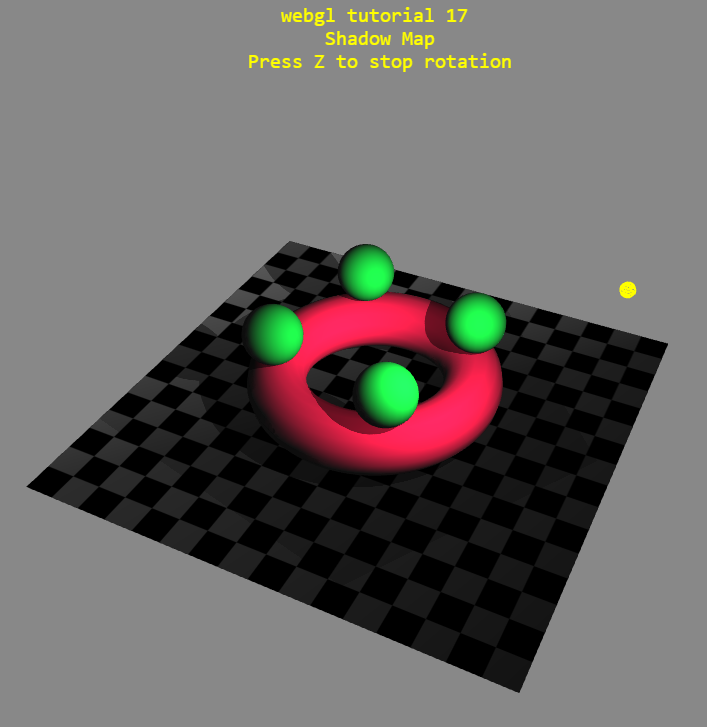 webgl tutorial 17
Shadow Map
Press Z to stop rotation